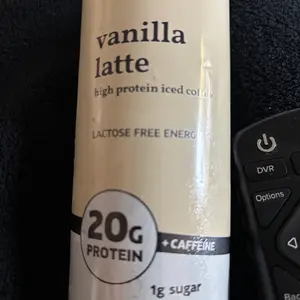 vanilla
latte
high protein iced
LACTOSE FREE
20G
PROTEIN
+ CAFFEINE
1g sugar
DVR
Options